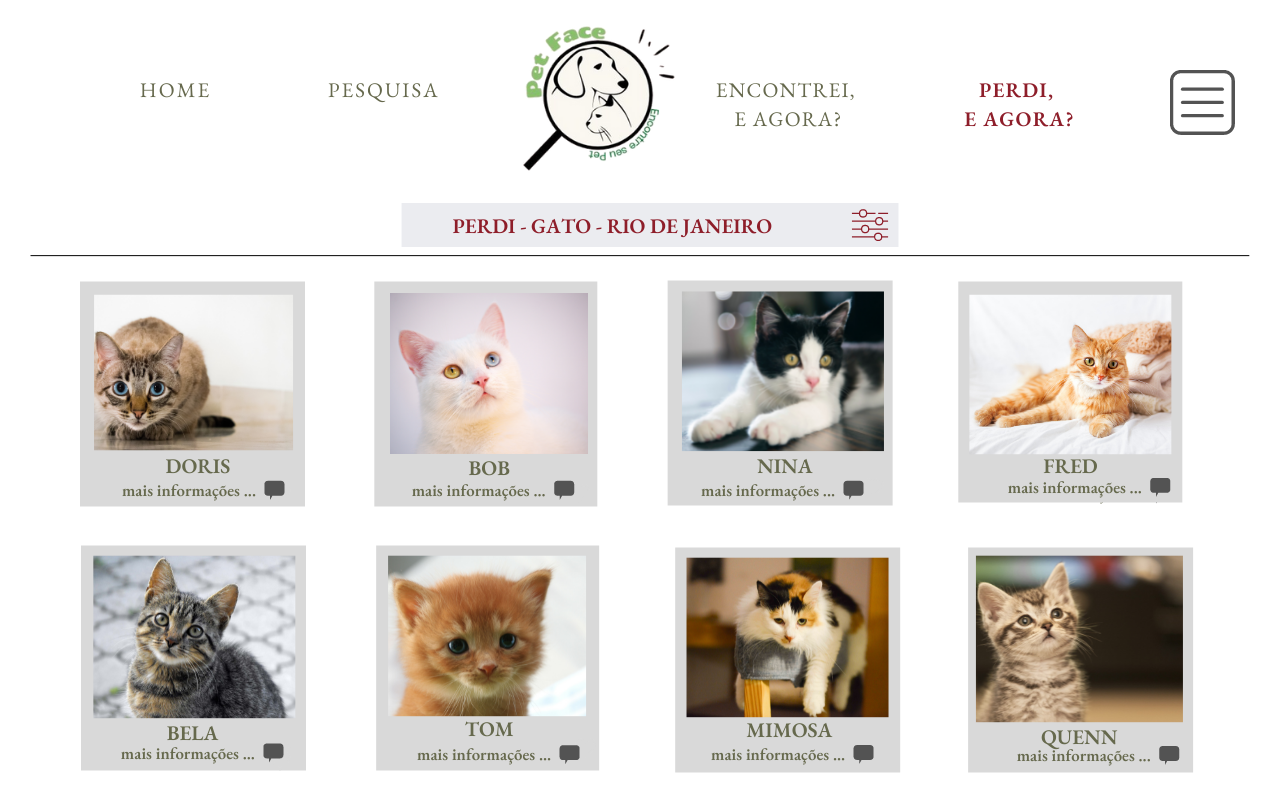 Pet Face
Encontre seu Pet
HOME
PESQUISA
ENCONTREI,
E AGORA?
PERDI,
E AGORA?
PERDI - GATO - RIO DE JANEIRO
DORIS
mais informações ...
BOB
mais informações ...
NINA
mais informações ...
FRED
mais informações ...
BELA
mais informações ...
TOM
mais informações ...
MIMOSA
mais informações ...
QUENN
mais informações ...